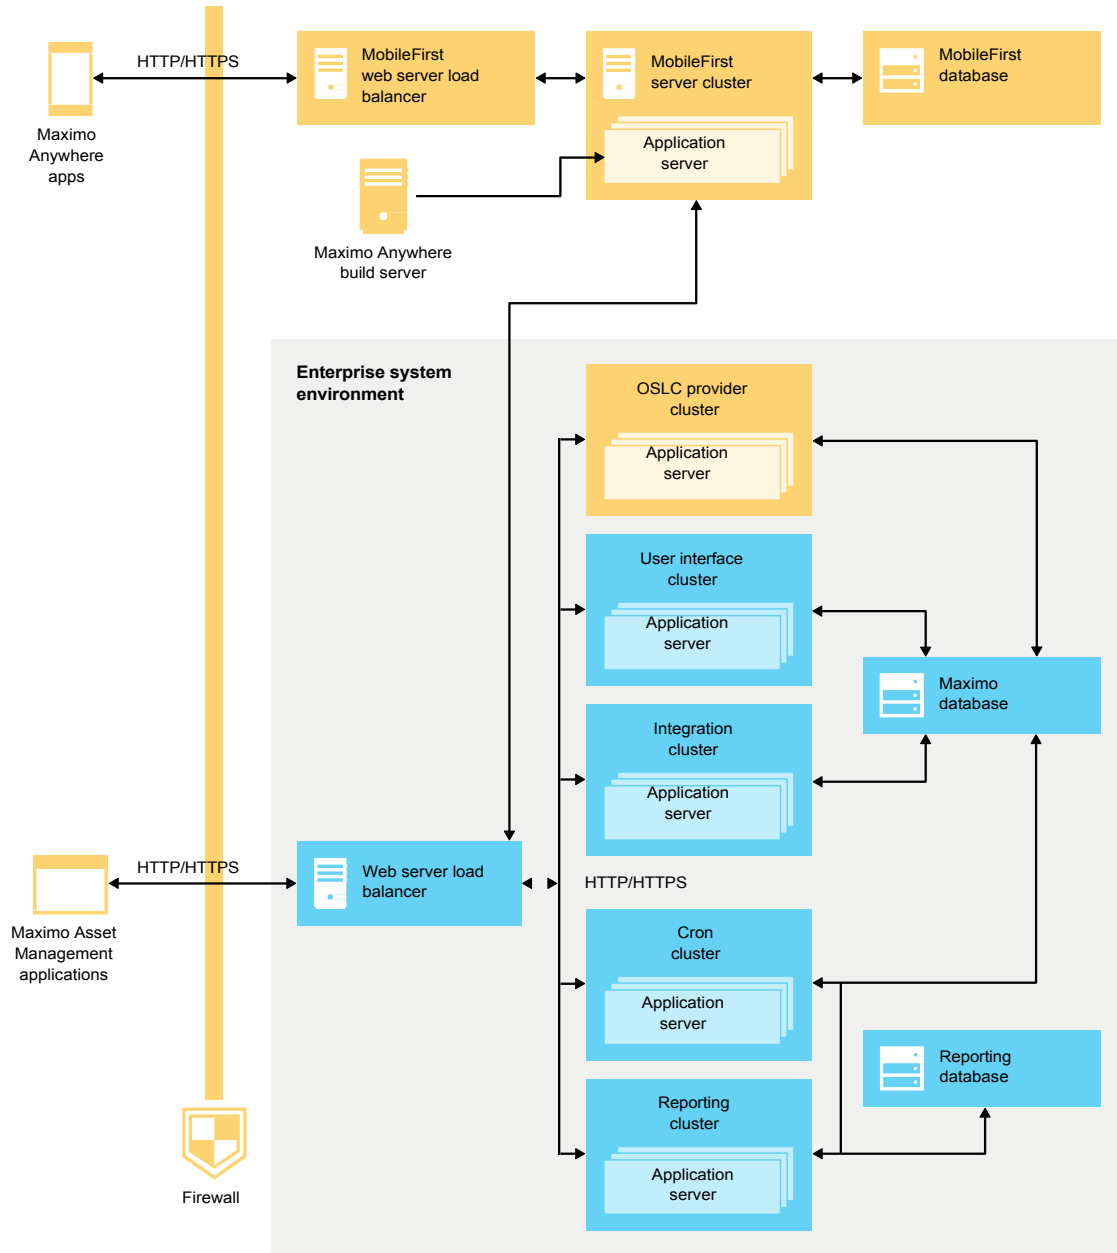 HTTP/HTTPS
MobileFirst
web server load
balancer
MobileFirst
server cluster
MobileFirst
database
Maximo
Anywhere
apps
Application
server
Maximo Anywhere
build server
Enterprise system
environment
OSLC provider
cluster
Application
server
User interface
cluster
Application
server
Maximo
database
Integration
cluster
Application
server
HTTP/HTTPS
Web server load
balancer
HTTP/HTTPS
Maximo Asset
Management
applications
Cron
cluster
Application
server
Reporting
database
Reporting
cluster
Application
server
Firewall